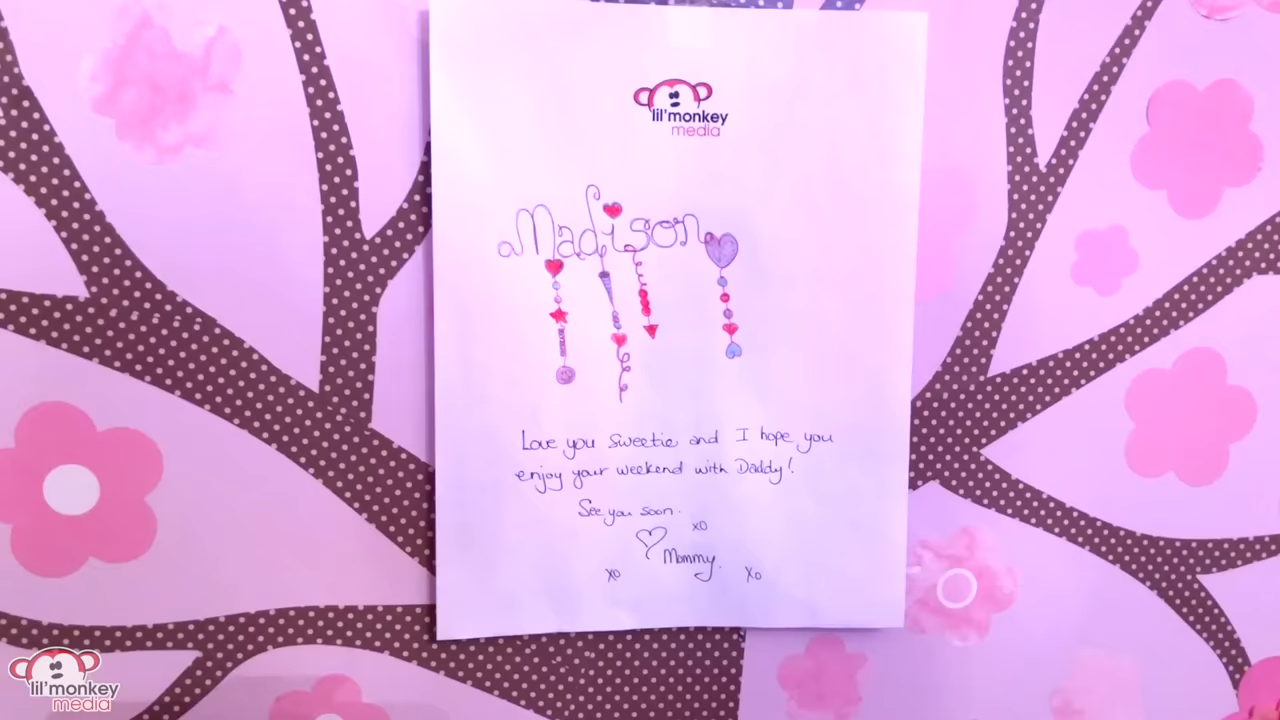 lil'monkey
media
Madison
Love you Sweetie and I hope you
enjoy your weekend with Daddy!
See you soon.
xo
Mommy.
xo xo
lil'monkey
media